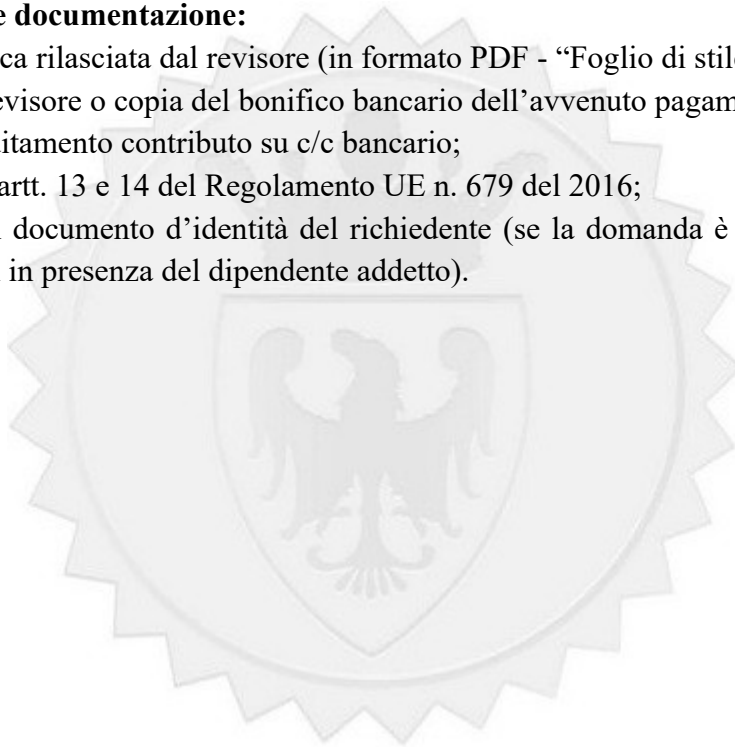 e documentazione:
ca rilasciata dal revisore (in formato PDF - “Foglio di stil
evisore o copia del bonifico bancario dell’avvenuto pagam
litamento contributo su c/c bancario;
artt. 13 e 14 del Regolamento UE n. 679 del 2016;
documento d’identità del richiedente (se la domanda è
in presenza del dipendente addetto).